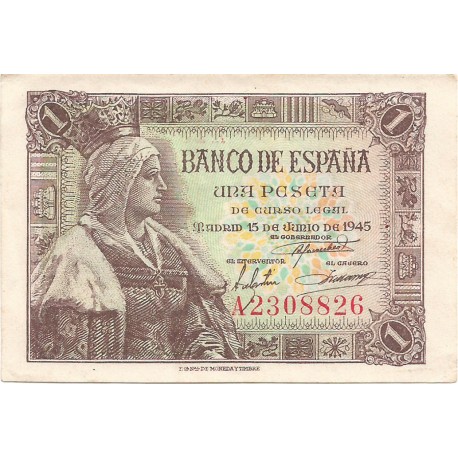 1
1
BANCO DE ESPAÑA
UNA PESETA
DE CURSO LEGAL
MADRID 15 DE JUNIO DE 1945
EL GOBERNADOR
EL INTERVENTOR
EL CAJERO
A2308826
1